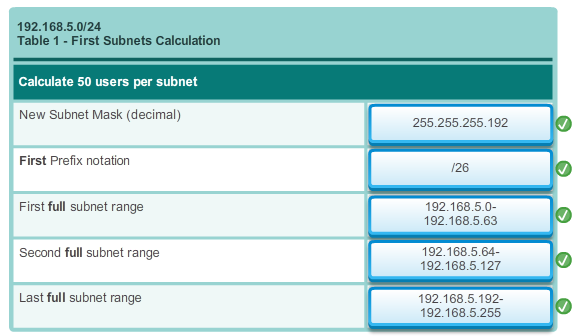 192.168.5.0/24
Table 1 - First Subnets Calculation
Calculate 50 users per subnet
New Subnet Mask (decimal)
255.255.255.192
First Prefix notation
/26
First full subnet range
192.168.5.0-
192.168.5.63
Second full subnet range
192.168.5.64-
192.168.5.127
Last full subnet range
192.168.5.192-
192.168.5.255